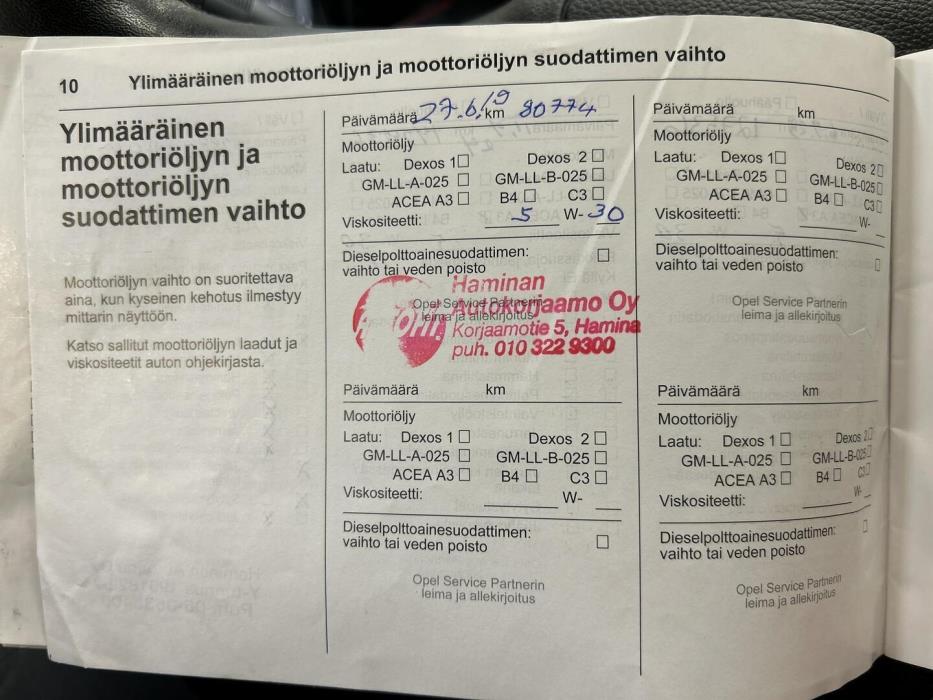 10 Ylimääräinen moottoriöljyn ja moottoriöljyn suodattimen vaihto
Ylimääräinen
moottoriöljyn ja
moottoriöljyn
suodattimen vaihto
Moottoriöljyn vaihto on suoritettava
aina, kun kyseinen kehotus ilmestyy
mittarin näyttöön.
Katso sallitut moottoriöljyn laadut ja
viskositeetit auton ohjekirjasta.
Päivämäärä 27.6.19 km 80774
Moottoriöljy
Laatu: Dexos 1 Dexos 2
GM-LL-A-025 GM-LL-B-025
ACEA A3 B4 C3
Viskositeetti: 5 W- 30
Dieselpolttoainesuodattimen:
vaihto tai veden poisto
Opel Service Partnerin
leima ja allekirjoitus
Haminan
Autokorjaamo Oy
Korjaamotie 5, Hamina
puh. 010 322 9300
Päivämäärä km
Moottoriöljy
Laatu: Dexos 1 Dexos 2
GM-LL-A-025 GM-LL-B-025
ACEA A3 B4 C3
Viskositeetti: W-
Dieselpolttoainesuodattimen:
vaihto tai veden poisto
Opel Service Partnerin
leima ja allekirjoitus
Päivämäärä km
Moottoriöljy
Laatu: Dexos 1 Dexos 2
GM-LL-A-025 GM-LL-B-025
ACEA A3 B4 C3
Viskositeetti: W-
Dieselpolttoainesuodattimen:
vaihto tai veden poisto
Opel Service Partnerin
leima ja allekirjoitus
Päivämäärä km
Moottoriöljy
Laatu: Dexos 1 Dexos 2
GM-LL-A-025 GM-LL-B-025
ACEA A3 B4 C3
Viskositeetti: W-
Dieselpolttoainesuodattimen:
vaihto tai veden poisto
Opel Service Partnerin
leima ja allekirjoitus